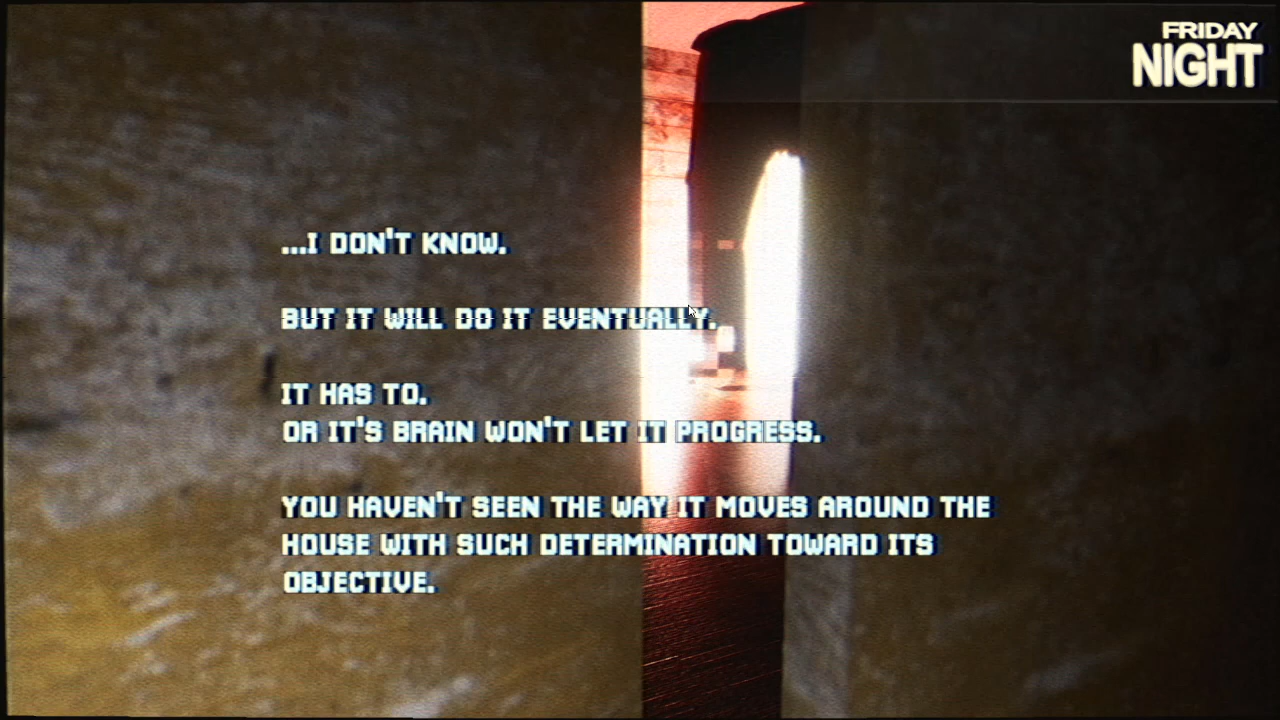 FRIDAY
NIGHT
...I DON'T KNOW.
BUT IT WILL DO IT EVENTUALLY.
IT HAS TO.
OR IT'S BRAIN WON'T LET IT PROGRESS.
YOU HAVEN'T SEEN THE WAY IT MOVES AROUND THE
HOUSE WITH SUCH DETERMINATION TOWARD ITS
OBJECTIVE.